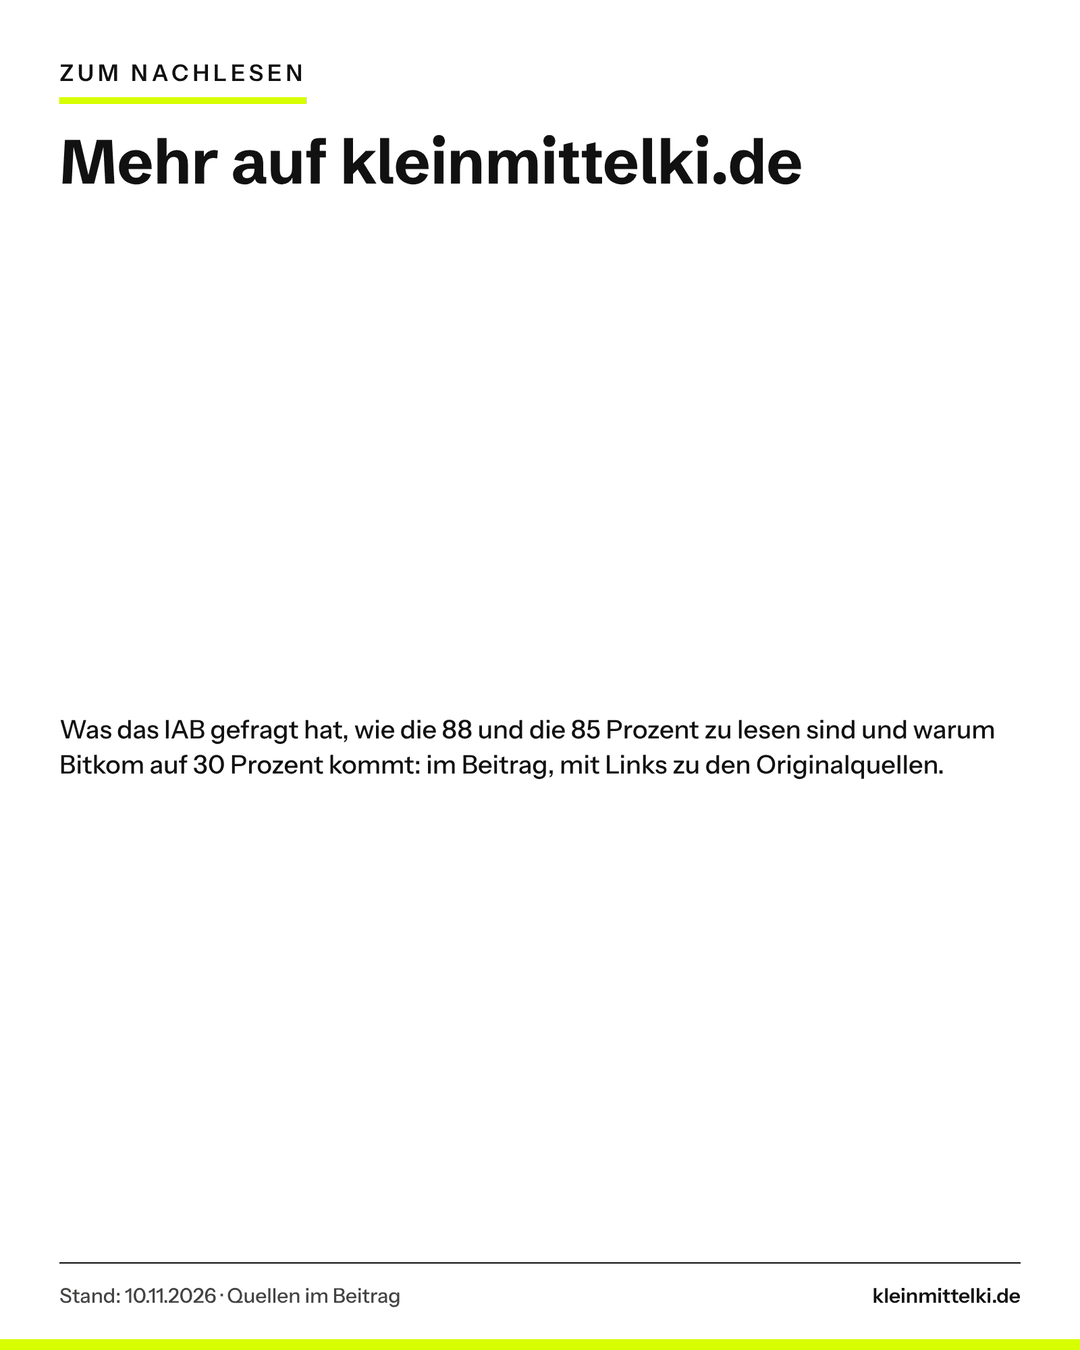 ZUM NACHLESEN
Mehr auf kleinmittelki.de
Was das IAB gefragt hat, wie die 88 und die 85 Prozent zu lesen sind und warum
Bitkom auf 30 Prozent kommt: im Beitrag, mit Links zu den Originalquellen.
Stand: 10.11.2026 · Quellen im Beitrag
kleinmittelki.de